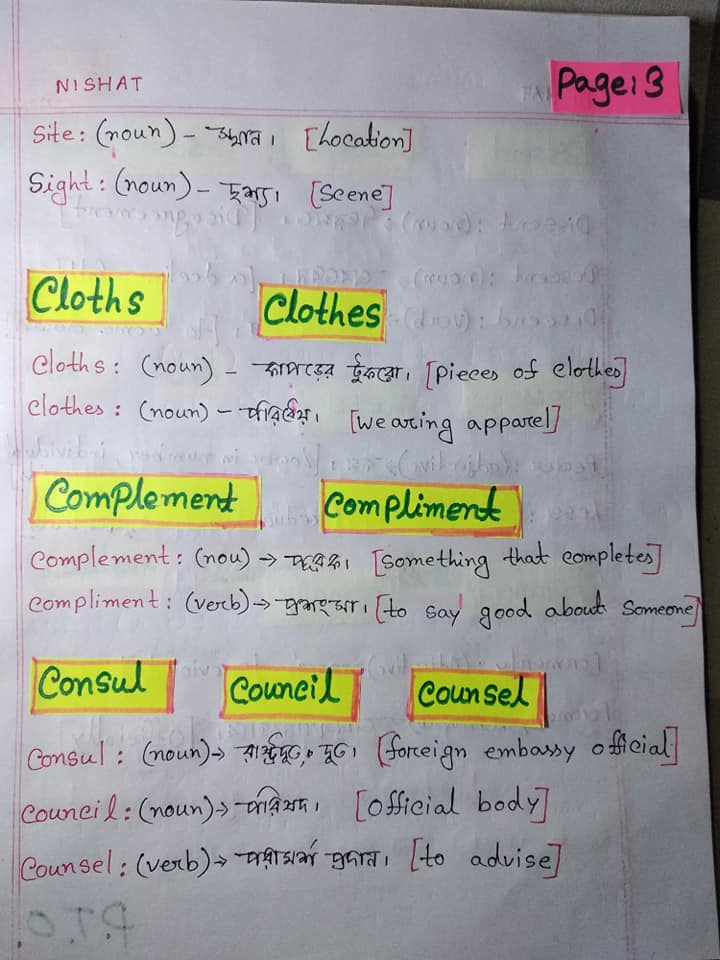 NISHAT
Page: 3
Site: (noun) - স্থান। [Location]
Sight: (noun) - দৃশ্য। [Scene]
Cloths Clothes
Cloths: (noun) - কাপড়ের টুকরো। [pieces of clothes]
Clothes: (noun) - পরিধেয়। [wearing apparel]
Complement Compliment
Complement: (nou) → পূরক। [something that completes]
Compliment: (verb) → প্রশংসা। [to say good about someone]
Consul Council Counsel
Consul: (noun) → রাষ্ট্রদূত, দূত। [foreign embassy official]
Council: (noun) → পরিষদ। [official body]
Counsel: (verb) → পরামর্শ প্রদান। [to advise]
P.T.O.